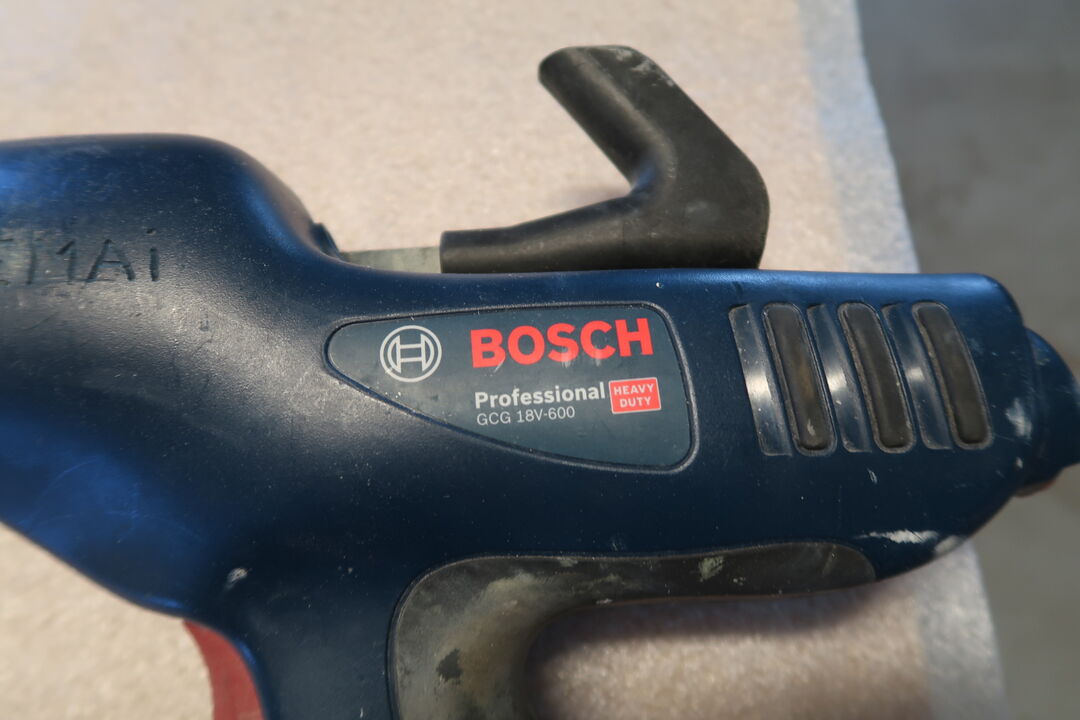 BOSCH
Professional
HEAVY
DUTY
GCG 18V-600